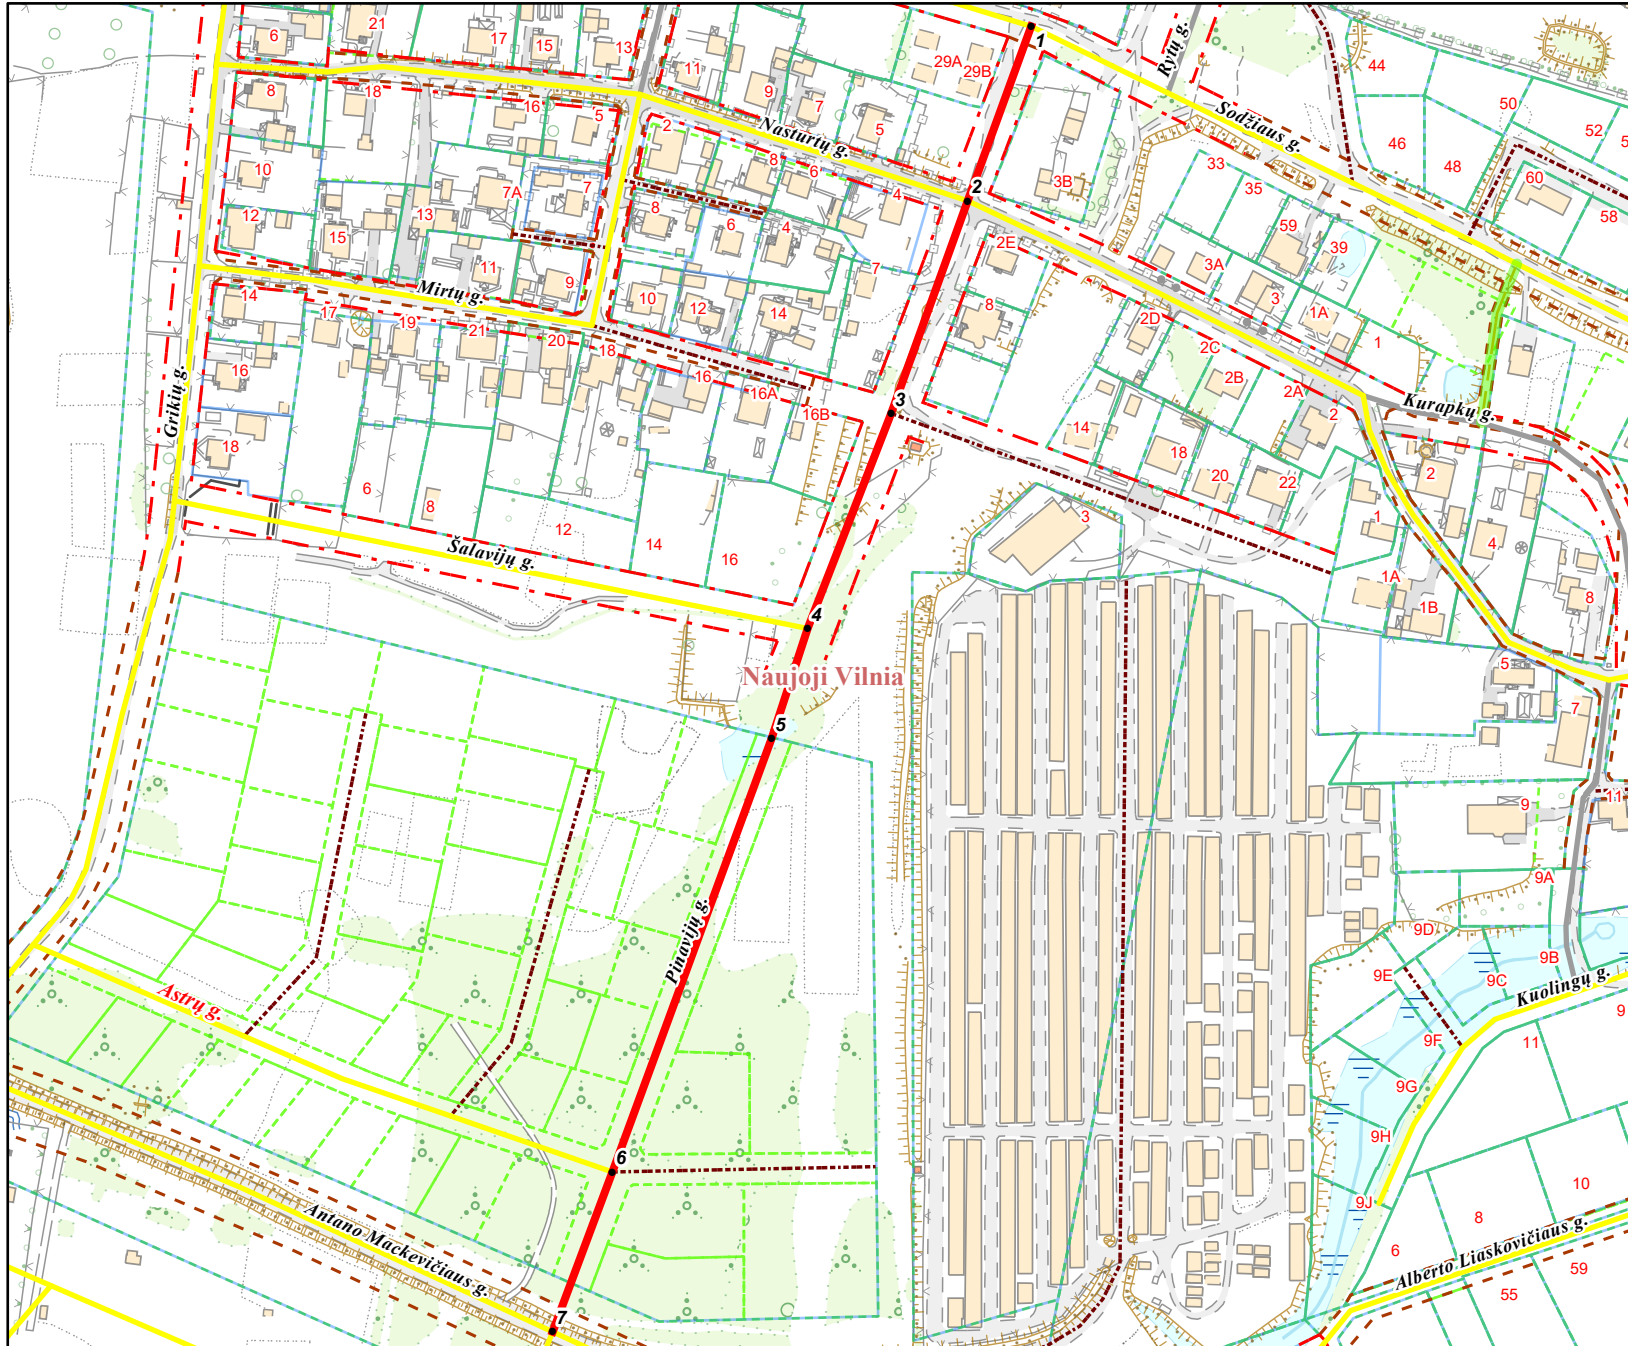 6
21
17
15
13
11
9
7
5
29A
29B
1
Rytų g.
44
50
52
5
8
18
16
5
2
Nasturtų g.
Sodžiaus g.
46
48
33
35
60
58
10
7A
7
8
6
4
2
3B
59
39
12
13
15
8
6
4
2E
11
9
Mirtų g.
7
3A
3
1A
1
14
17
19
21
20
18
10
12
14
8
2D
2C
2B
2A
2
Kurapkų g.
Grikių g.
16
16
16A
16B
3
18
6
8
12
14
16
14
18
20
22
1
2
4
Šalavijų g.
3
1A
1B
8
4
5
Naujoji Vilnia
7
5
9
11
9A
Pinavijų g.
9D
9E
9C
9B
Kuolingų g.
9
Astrų g.
9F
11
9G
9H
9J
10
8
6
Alberto Liaskovičiaus g.
59
55
6
Antano Mackevičiaus g.
7